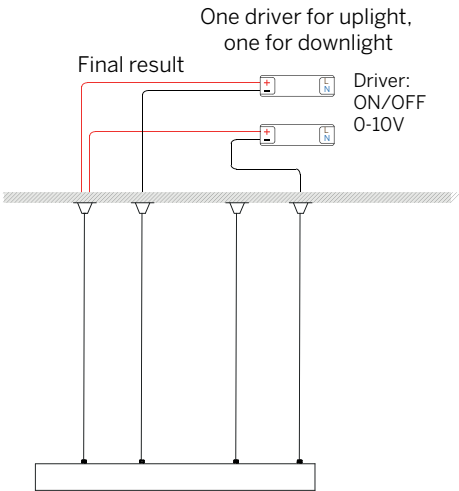 One driver for uplight,
one for downlight
Final result
+
-
L
N
Driver:
ON/OFF
0-10V
+
-
L
N